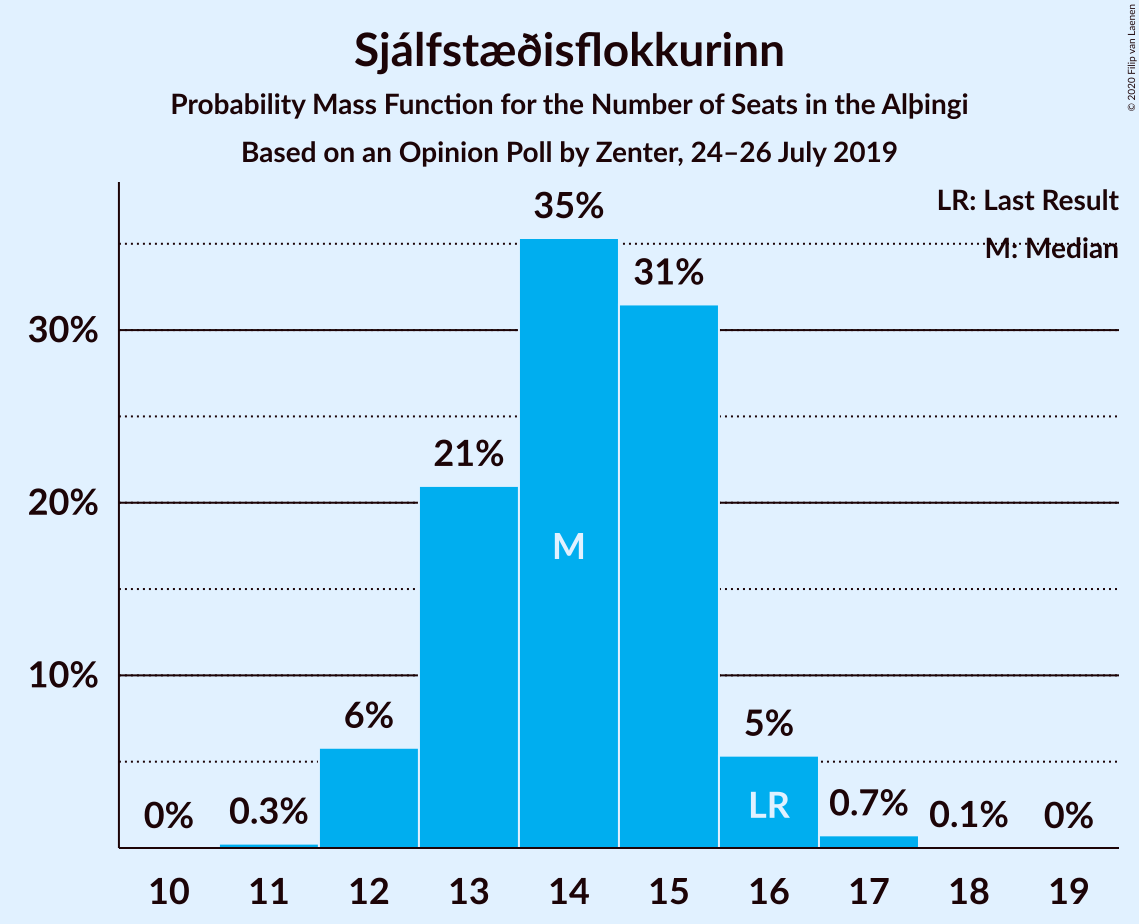 Sjálfstæðisflokkurinn
Probability Mass Function for the Number of Seats in the Alþingi
Based on an Opinion Poll by Zenter, 24–26 July 2019
© 2020 Filip van Laenen
LR: Last Result
M: Median
35%
31%
30%
21%
20%
M
10%
6%
5%
LR
0%
0.3%
0.7%
0.1%
0%
10 11 12 13 14 15 16 17 18 19